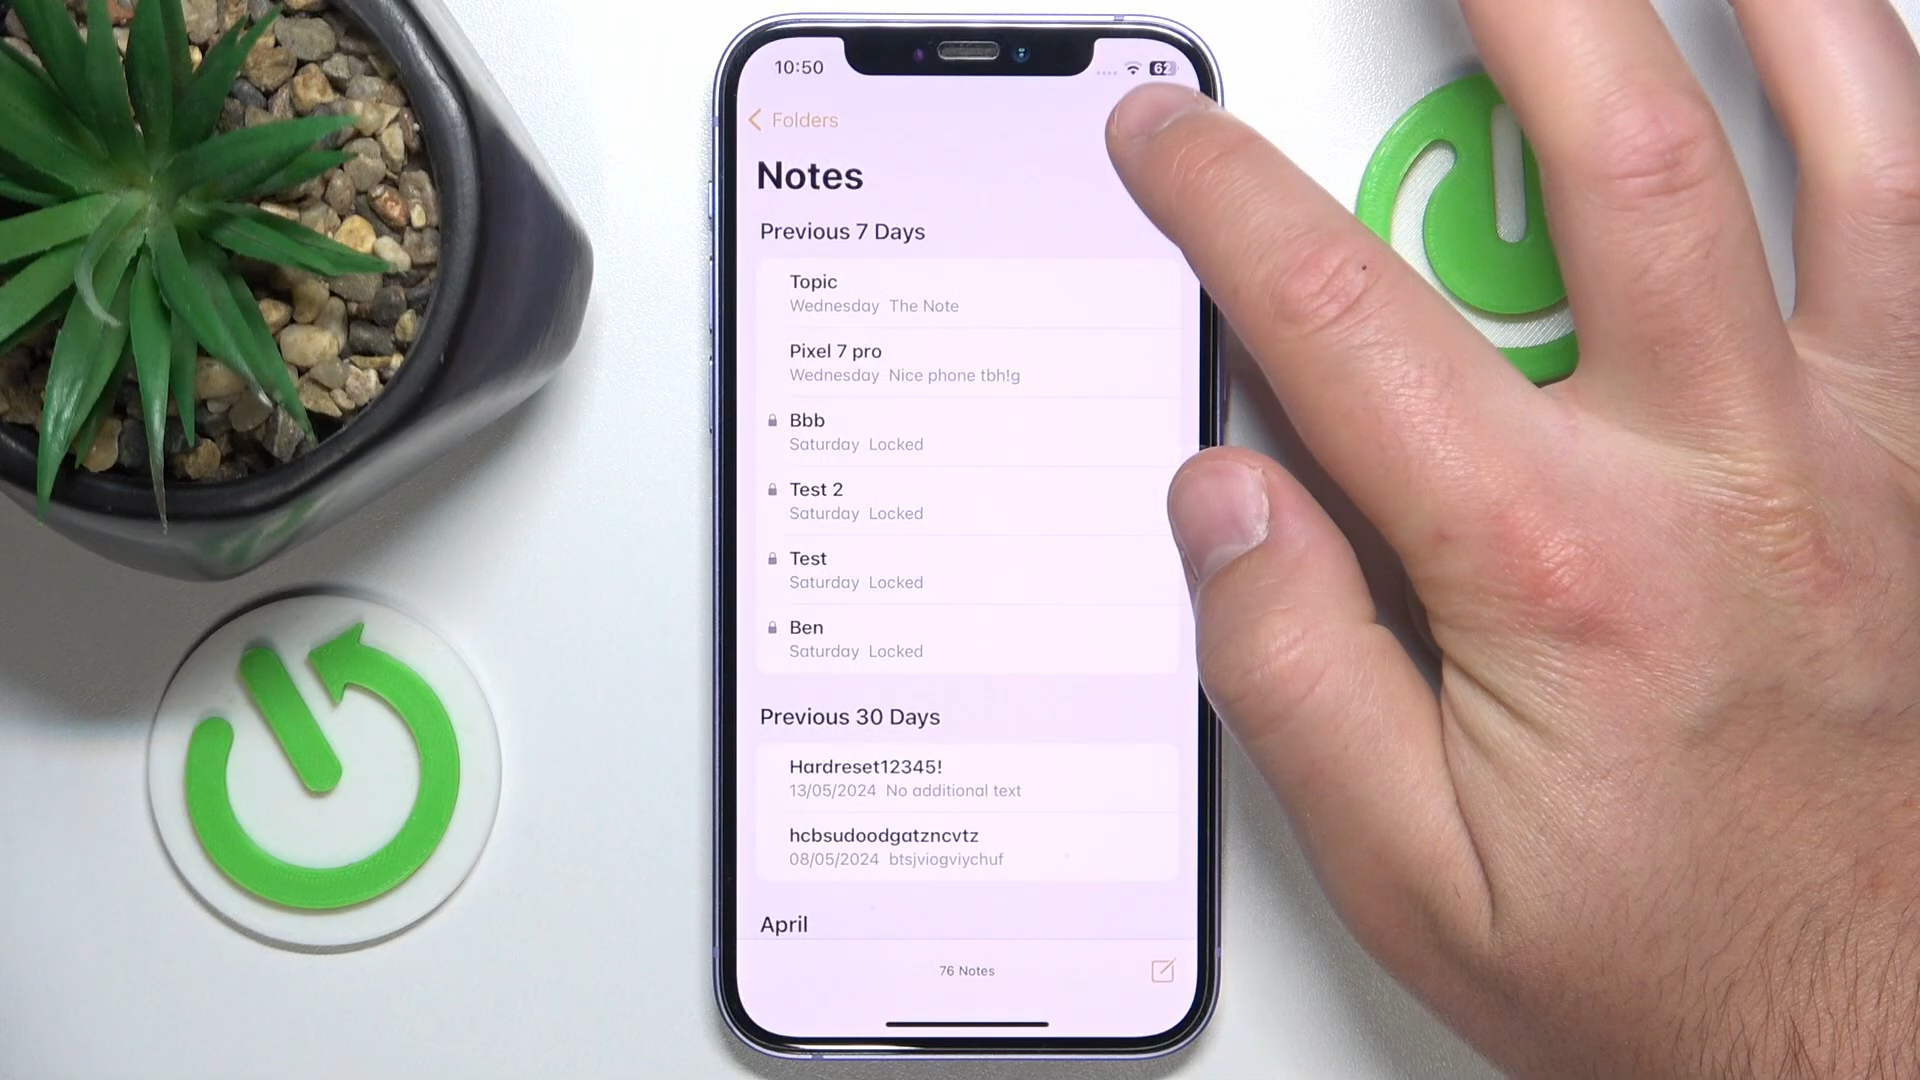 10:50
62
Folders
Notes
Previous 7 Days
Topic
Wednesday The Note
Pixel 7 pro
Wednesday Nice phone tbh!g
Bbb
Saturday Locked
Test 2
Saturday Locked
Test
Saturday Locked
Ben
Saturday Locked
Previous 30 Days
Hardreset12345!
13/05/2024 No additional text
hcbsudoodgatzncvtz
08/05/2024 btsjviogviychuf
April
76 Notes